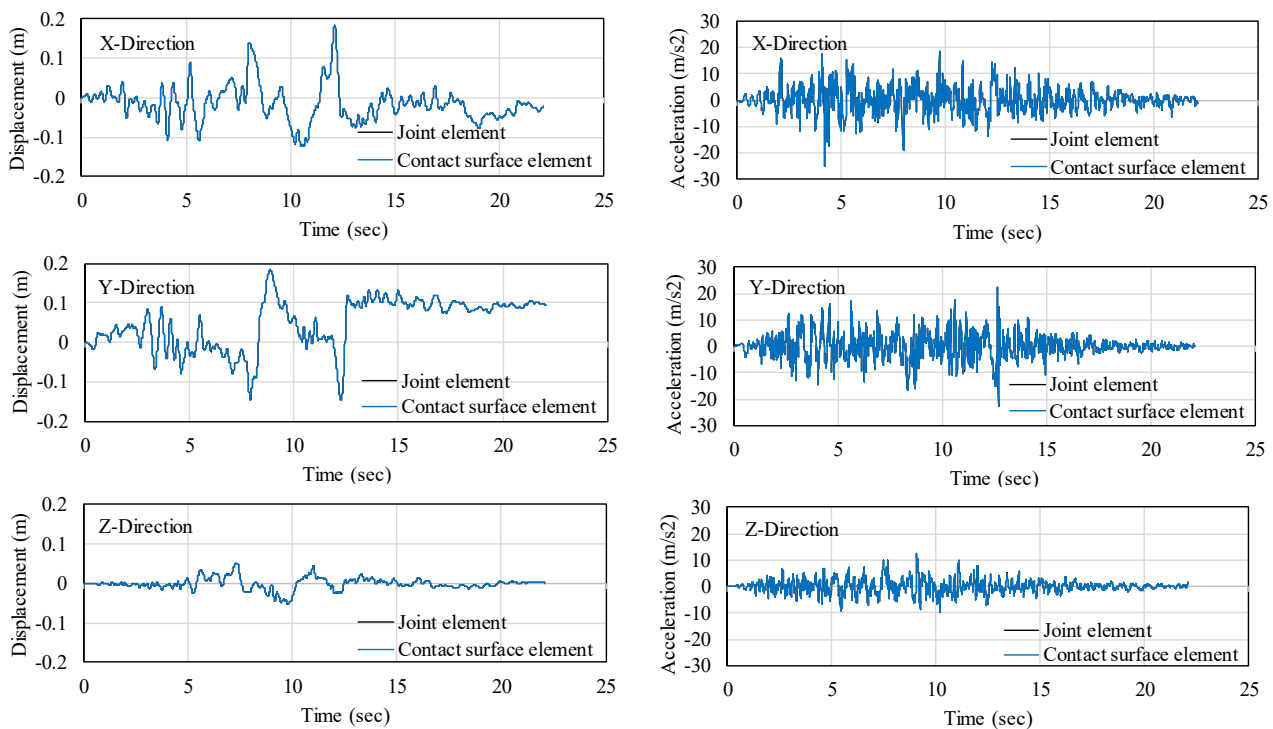 0.2
0.1
0
-0.1
-0.2
Displacement (m)
X-Direction
Joint element
Contact surface element
0 5 10 15 20 25
Time (sec)
30
20
10
0
-10
-20
-30
Acceleration (m/s2)
X-Direction
Joint element
Contact surface element
0 5 10 15 20 25
Time (sec)
0.2
0.1
0
-0.1
-0.2
Displacement (m)
Y-Direction
Joint element
Contact surface element
0 5 10 15 20 25
Time (sec)
30
20
10
0
-10
-20
-30
Acceleration (m/s2)
Y-Direction
Joint element
Contact surface element
0 5 10 15 20 25
Time (sec)
0.2
0.1
0
-0.1
-0.2
Displacement (m)
Z-Direction
Joint element
Contact surface element
0 5 10 15 20 25
Time (sec)
30
20
10
0
-10
-20
-30
Acceleration (m/s2)
Z-Direction
Joint element
Contact surface element
0 5 10 15 20 25
Time (sec)